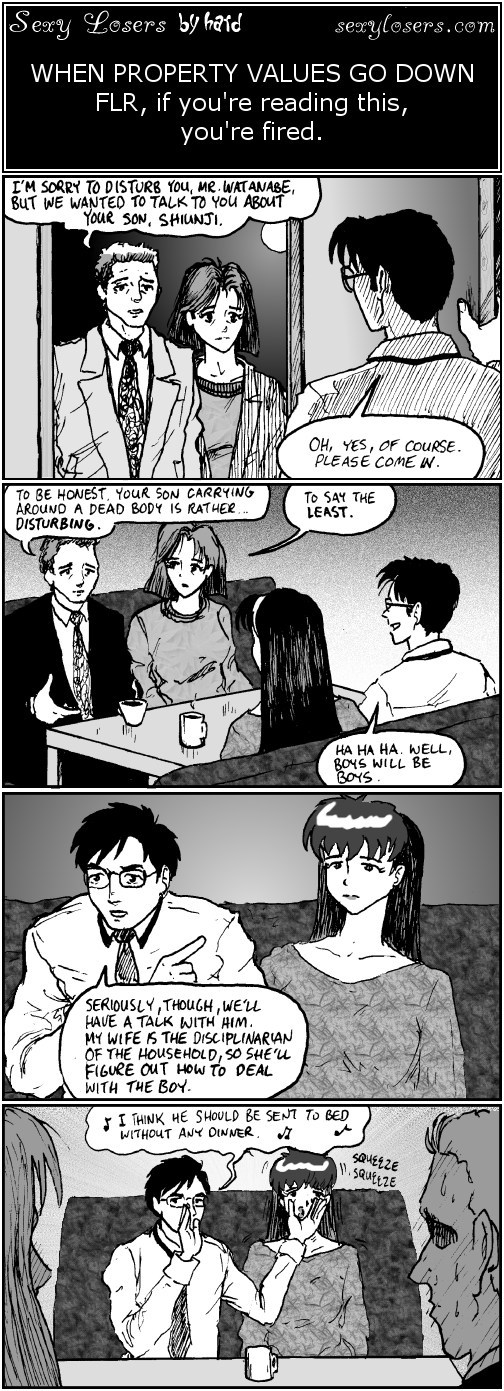 Sexy Losers by hard
sexylosers.com
WHEN PROPERTY VALUES GO DOWN
FLR, if you're reading this,
you're fired.
I'M SORRY TO DISTURB YOU, MR. WATANABE,
BUT WE WANTED TO TALK TO YOU ABOUT
YOUR SON, SHIUNJI.
OH, YES, OF COURSE.
PLEASE COME IN.
TO BE HONEST, YOUR SON CARRYING
AROUND A DEAD BODY IS RATHER...
DISTURBING.
TO SAY THE
LEAST.
HA HA HA. WELL,
BOYS WILL BE
BOYS.
SERIOUSLY, THOUGH, WE'LL
HAVE A TALK WITH HIM.
MY WIFE IS THE DISCIPLINARIAN
OF THE HOUSEHOLD, SO SHE'LL
FIGURE OUT HOW TO DEAL
WITH THE BOY.
♪ I THINK HE SHOULD BE SENT TO BED
WITHOUT ANY DINNER. ♫ ♪
SQUEEZE
SQUEEZE